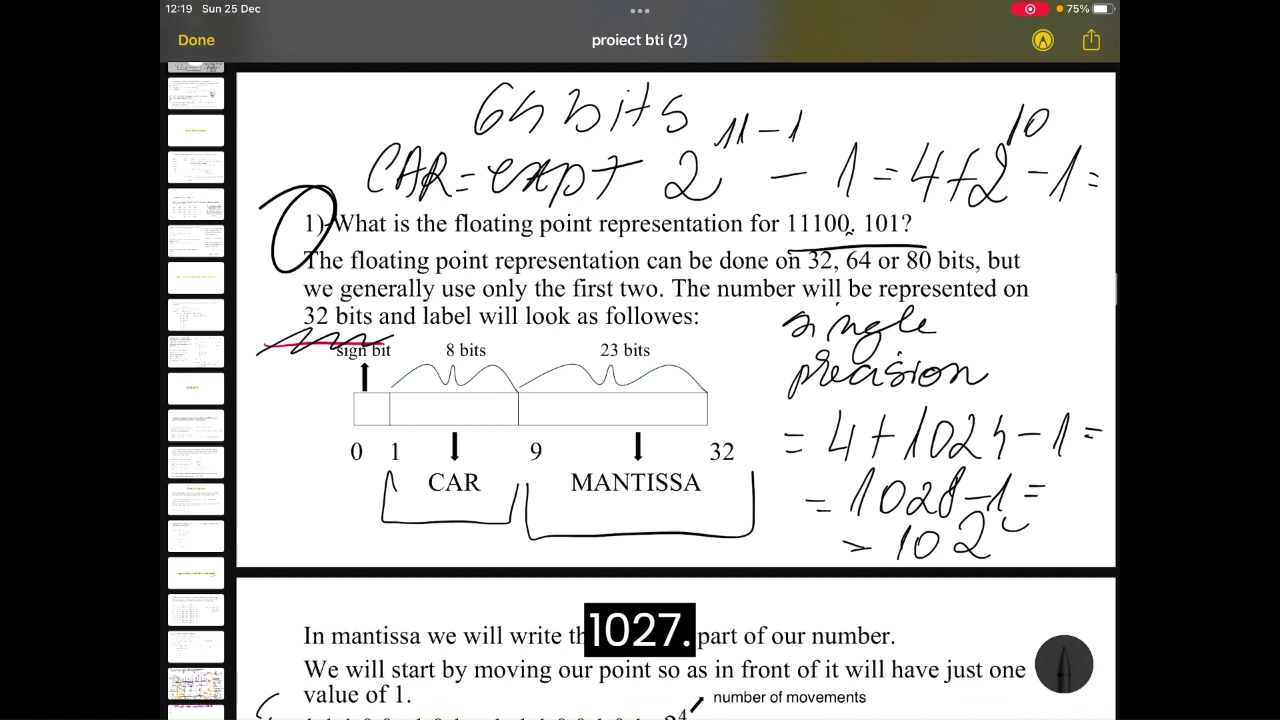 12:19 Sun 25 Dec
75%
Done
proiect bti (2)
64 bits
CAR = exp + 2^11-1 - 1 = 4 + 2^10 - 1 =
1) is the floating point representation for 11100,101?
The floating point representation can be done on 32, 64 or 80 bits, but
we generally use only the first two. The number will be represented on
32 bits and label will look as followes:
single
precision
sign bit bits bits
0 1 9 32
CAR MANTISSA
= 4 + 1024 - 1 =
= 1028 - 1 =
= 102
1027.
In mantissa we will write part of our number.
We will start by moving our point so as in front of it will have just one
value of 1.
number of movements